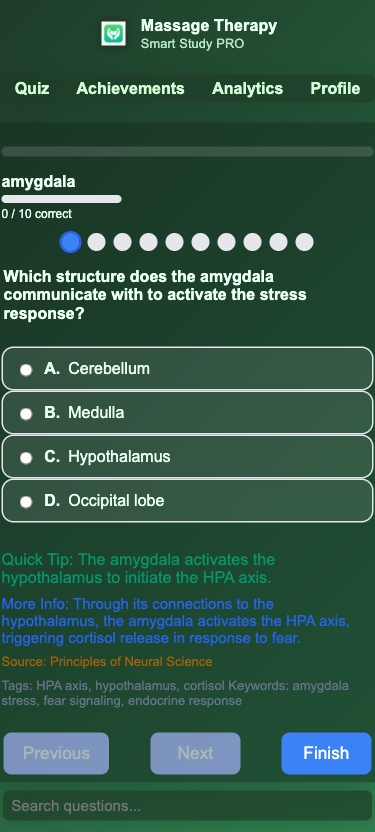 Massage Therapy
Smart Study PRO
Quiz Achievements Analytics Profile
amygdala
0 / 10 correct
Which structure does the amygdala
communicate with to activate the stress
response?
A. Cerebellum
B. Medulla
C. Hypothalamus
D. Occipital lobe
Quick Tip: The amygdala activates the
hypothalamus to initiate the HPA axis.
More Info: Through its connections to the
hypothalamus, the amygdala activates the HPA axis,
triggering cortisol release in response to fear.
Source: Principles of Neural Science
Tags: HPA axis, hypothalamus, cortisol Keywords: amygdala
stress, fear signaling, endocrine response
Previous Next Finish
Search questions...